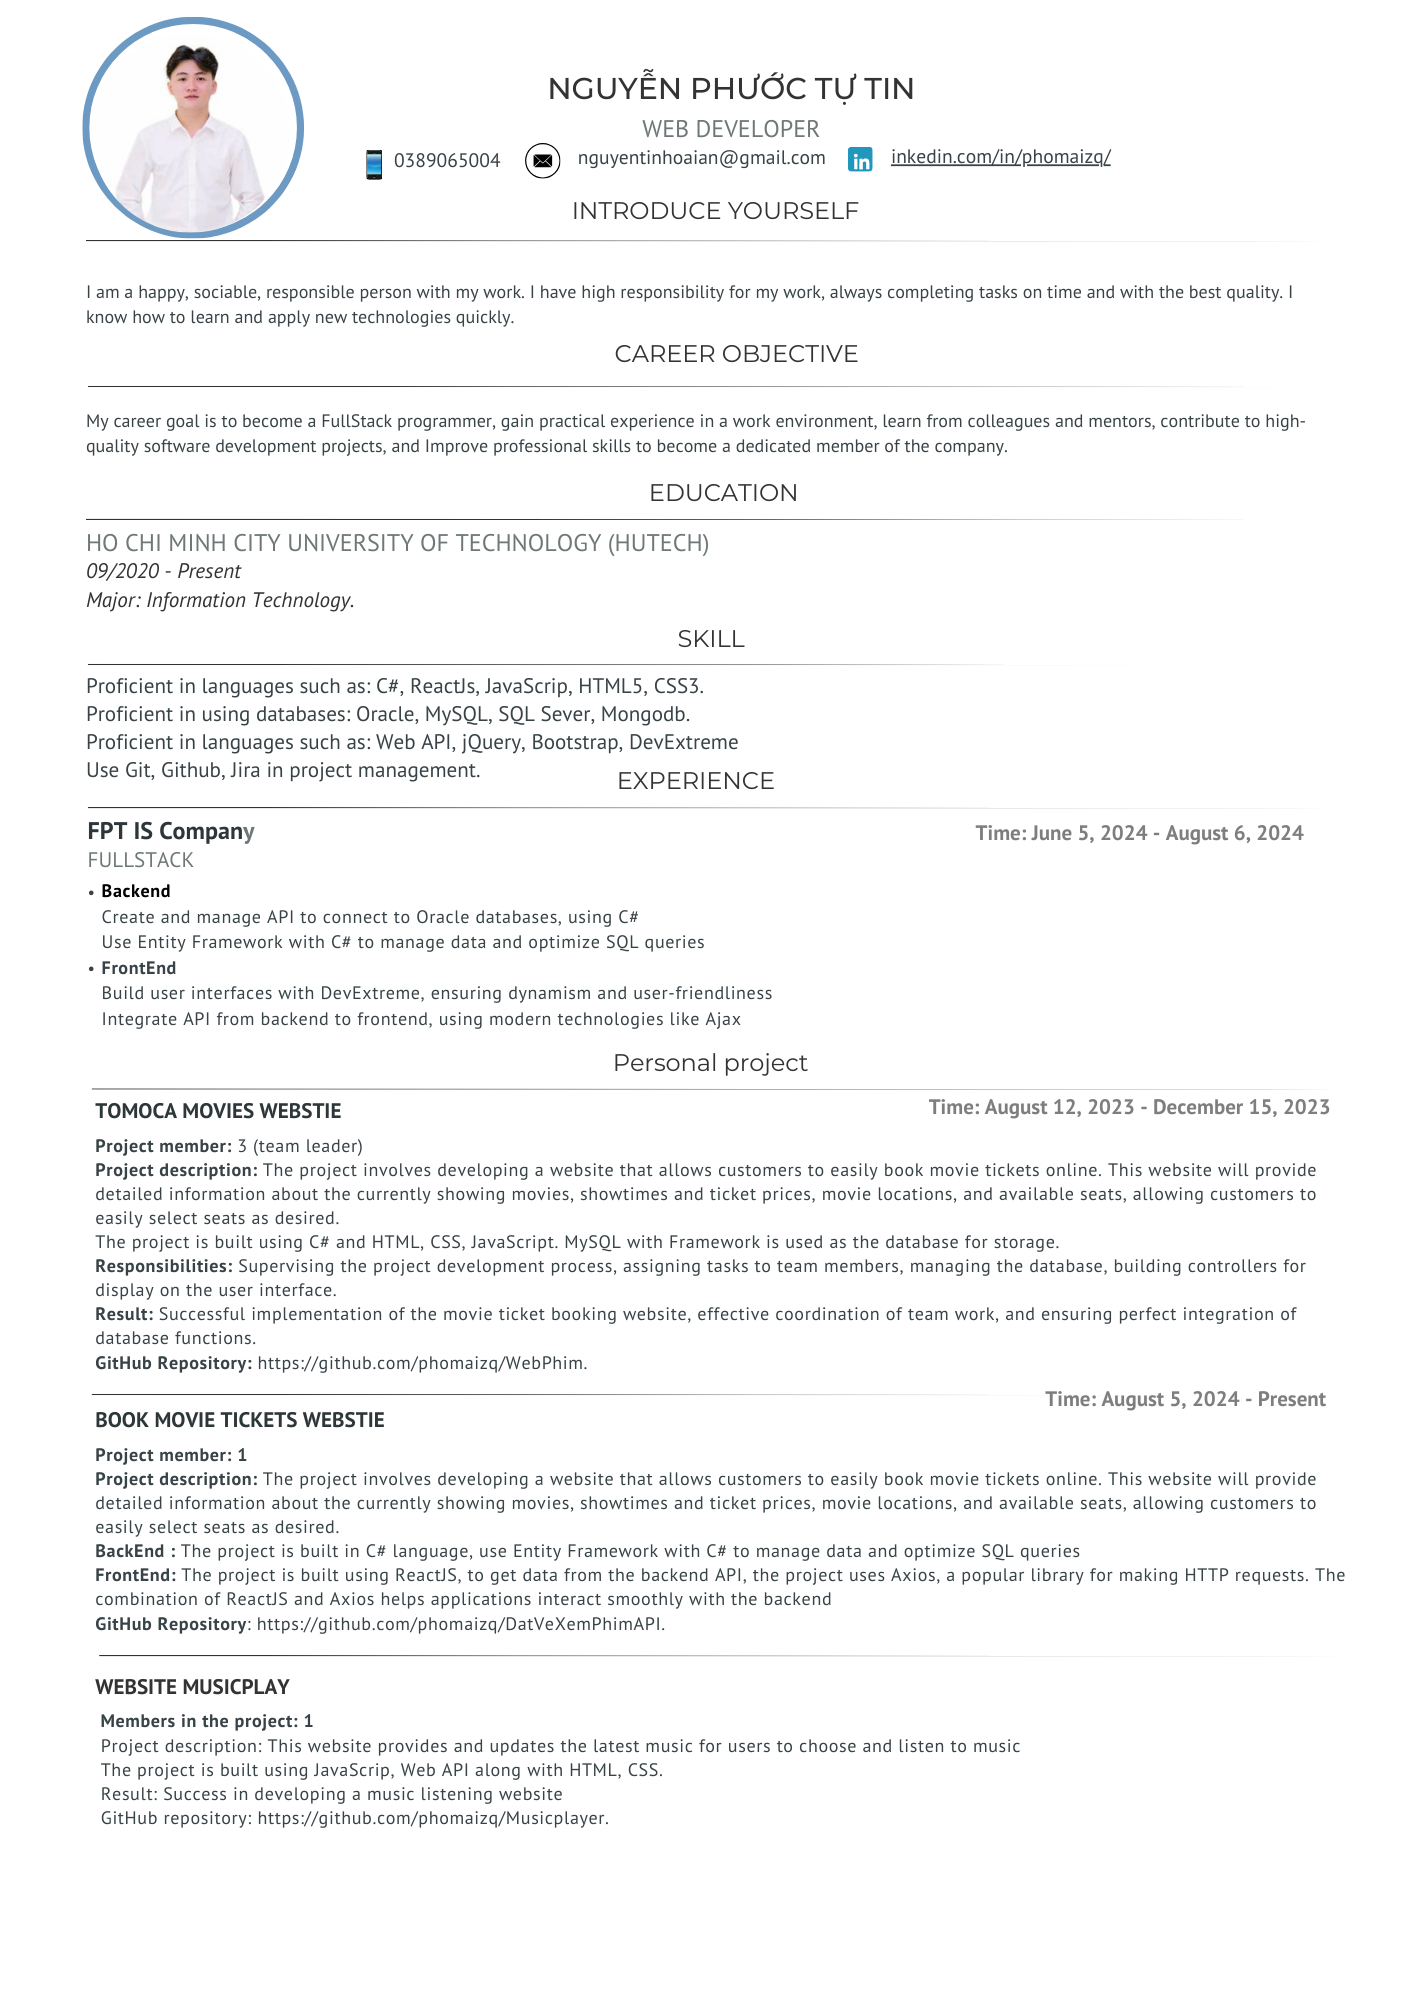 NGUYỄN PHƯỚC TỰ TIN
WEB DEVELOPER
0389065004 nguyentinhoaian@gmail.com inkedin.com/in/phomaizq/
INTRODUCE YOURSELF
I am a happy, sociable, responsible person with my work. I have high responsibility for my work, always completing tasks on time and with the best quality. I
know how to learn and apply new technologies quickly.
CAREER OBJECTIVE
My career goal is to become a FullStack programmer, gain practical experience in a work environment, learn from colleagues and mentors, contribute to high-
quality software development projects, and Improve professional skills to become a dedicated member of the company.
EDUCATION
HO CHI MINH CITY UNIVERSITY OF TECHNOLOGY (HUTECH)
09/2020 - Present
Major: Information Technology.
SKILL
Proficient in languages such as: C#, ReactJs, JavaScrip, HTML5, CSS3.
Proficient in using databases: Oracle, MySQL, SQL Sever, Mongodb.
Proficient in languages such as: Web API, jQuery, Bootstrap, DevExtreme
Use Git, Github, Jira in project management.
EXPERIENCE
FPT IS Company Time: June 5, 2024 - August 6, 2024
FULLSTACK
• Backend
Create and manage API to connect to Oracle databases, using C#
Use Entity Framework with C# to manage data and optimize SQL queries
• FrontEnd
Build user interfaces with DevExtreme, ensuring dynamism and user-friendliness
Integrate API from backend to frontend, using modern technologies like Ajax
Personal project
TOMOCA MOVIES WEBSTIE Time: August 12, 2023 - December 15, 2023
Project member: 3 (team leader)
Project description: The project involves developing a website that allows customers to easily book movie tickets online. This website will provide
detailed information about the currently showing movies, showtimes and ticket prices, movie locations, and available seats, allowing customers to
easily select seats as desired.
The project is built using C# and HTML, CSS, JavaScript. MySQL with Framework is used as the database for storage.
Responsibilities: Supervising the project development process, assigning tasks to team members, managing the database, building controllers for
display on the user interface.
Result: Successful implementation of the movie ticket booking website, effective coordination of team work, and ensuring perfect integration of
database functions.
GitHub Repository: https://github.com/phomaizq/WebPhim.
Time: August 5, 2024 - Present
BOOK MOVIE TICKETS WEBSTIE
Project member: 1
Project description: The project involves developing a website that allows customers to easily book movie tickets online. This website will provide
detailed information about the currently showing movies, showtimes and ticket prices, movie locations, and available seats, allowing customers to
easily select seats as desired.
BackEnd : The project is built in C# language, use Entity Framework with C# to manage data and optimize SQL queries
FrontEnd: The project is built using ReactJS, to get data from the backend API, the project uses Axios, a popular library for making HTTP requests. The
combination of ReactJS and Axios helps applications interact smoothly with the backend
GitHub Repository: https://github.com/phomaizq/DatVeXemPhimAPI.
WEBSITE MUSICPLAY
Members in the project: 1
Project description: This website provides and updates the latest music for users to choose and listen to music
The project is built using JavaScrip, Web API along with HTML, CSS.
Result: Success in developing a music listening website
GitHub repository: https://github.com/phomaizq/Musicplayer.